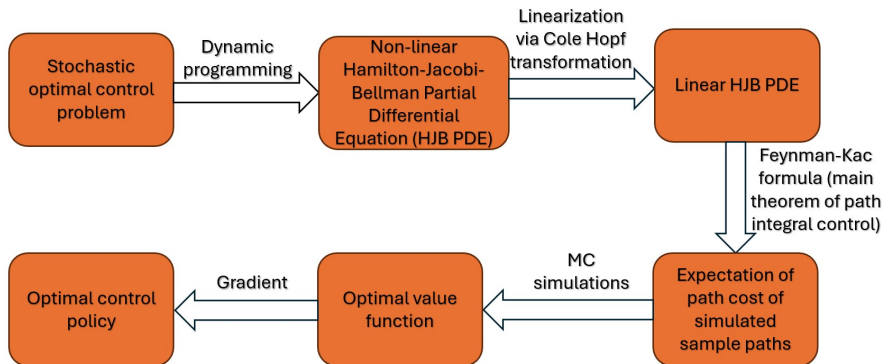 Stochastic
optimal control
problem
Dynamic
programming
Non-linear
Hamilton-Jacobi-
Bellman Partial
Differential
Equation (HJB PDE)
Linearization
via Cole Hopf
transformation
Linear HJB PDE
Feynman-Kac
formula (main
theorem of path
integral control)
Expectation of
path cost of
simulated
sample paths
MC
simulations
Optimal value
function
Gradient
Optimal control
policy